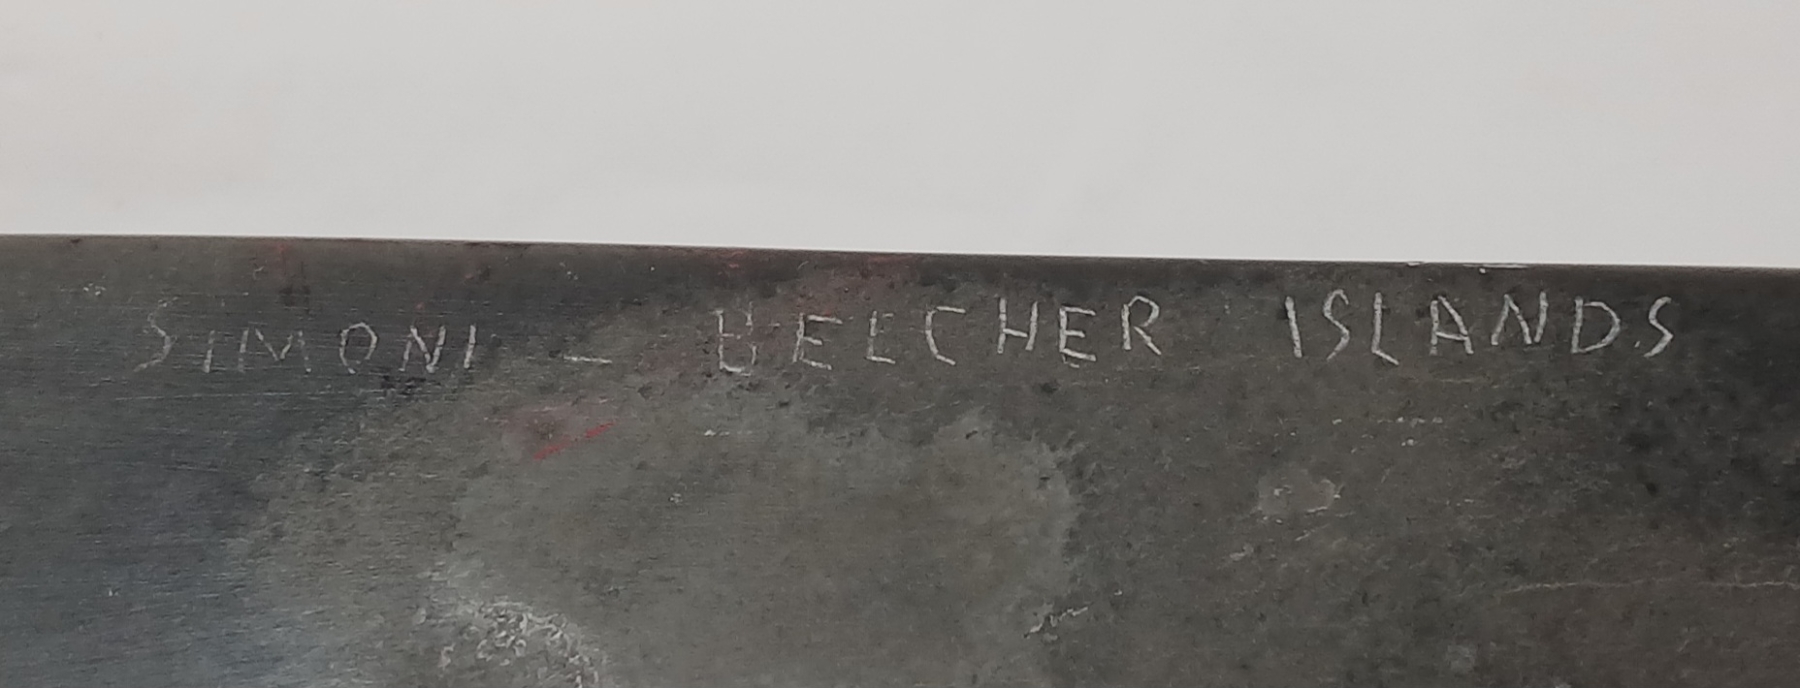 SIMONI – BELCHER ISLANDS